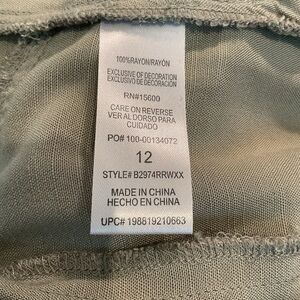 100%RAYON/RAYÓN
EXCLUSIVE OF DECORATION
EXCLUSIVO DE DECORACIÓN
RN#15600
CARE ON REVERSE
VER AL DORSO PARA
CUIDADO
PO# 100-00134072
12
STYLE# B2974RRWXX
MADE IN CHINA
HECHO EN CHINA
UPC# 198819210663